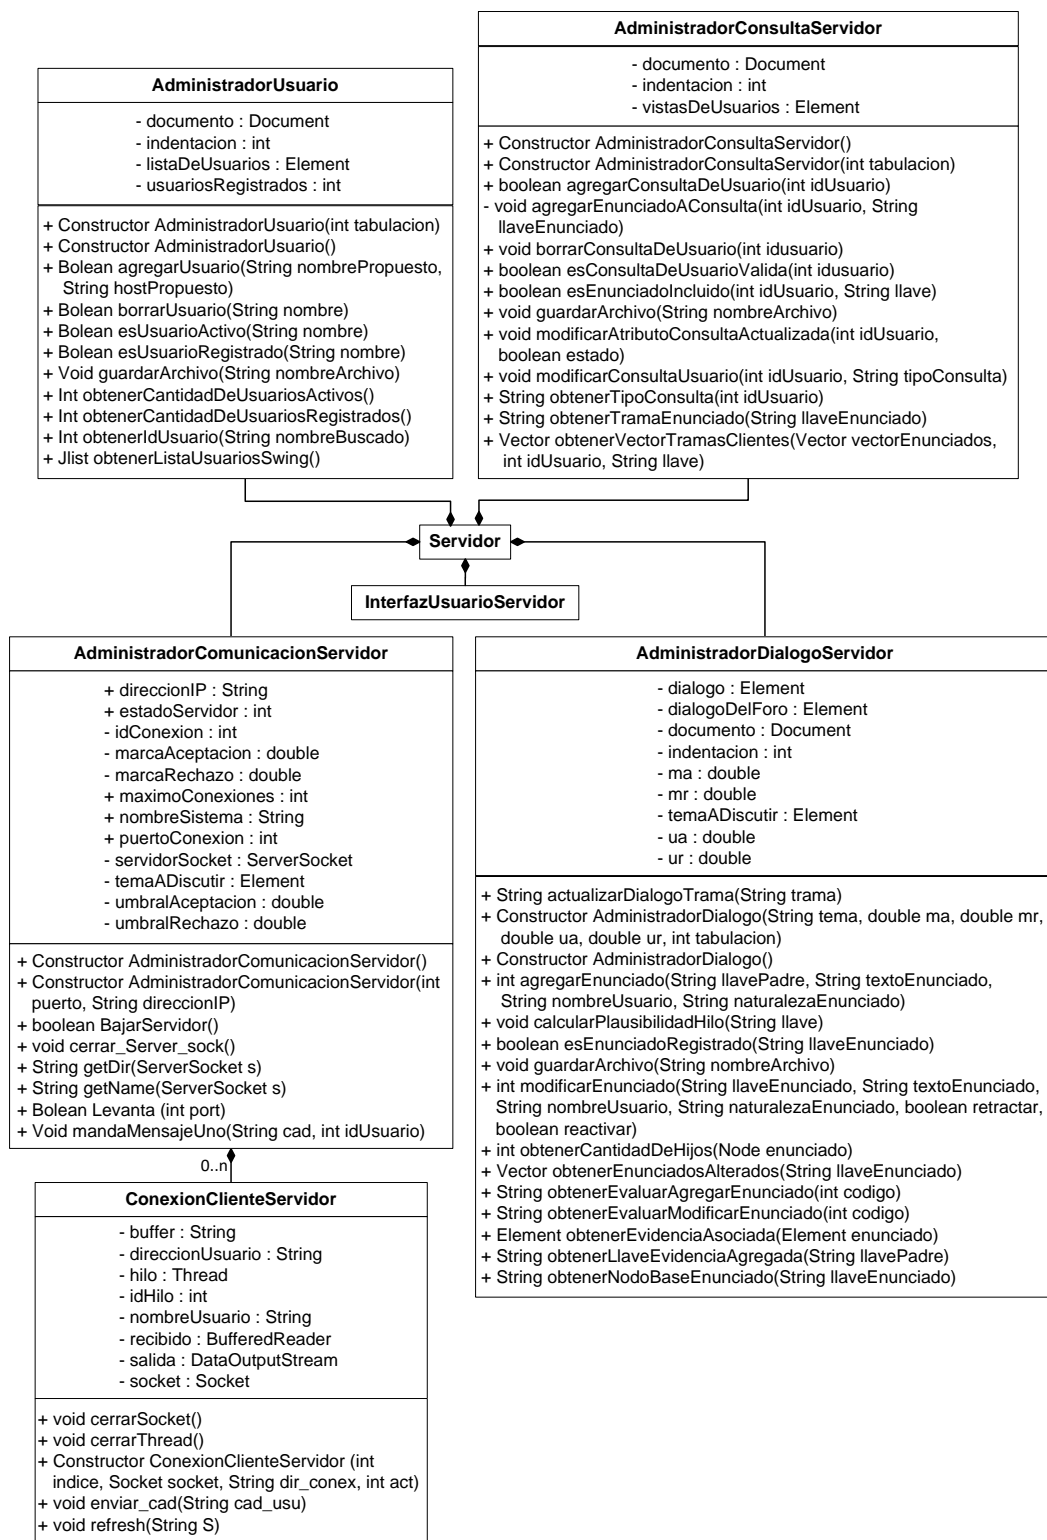 AdministradorUsuario
- documento : Document
- indentacion : int
- listaDeUsuarios : Element
- usuariosRegistrados : int
+ Constructor AdministradorUsuario(int tabulacion)
+ Constructor AdministradorUsuario()
+ Bolean agregarUsuario(String nombrePropuesto,
String hostPropuesto)
+ Bolean borrarUsuario(String nombre)
+ Bolean esUsuarioActivo(String nombre)
+ Bolean esUsuarioRegistrado(String nombre)
+ Void guardarArchivo(String nombreArchivo)
+ Int obtenerCantidadDeUsuariosActivos()
+ Int obtenerCantidadDeUsuariosRegistrados()
+ Int obtenerIdUsuario(String nombreBuscado)
+ Jlist obtenerListaUsuariosSwing()
AdministradorConsultaServidor
- documento : Document
- indentacion : int
- vistasDeUsuarios : Element
+ Constructor AdministradorConsultaServidor()
+ Constructor AdministradorConsultaServidor(int tabulacion)
+ boolean agregarConsultaDeUsuario(int idUsuario)
- void agregarEnunciadoAConsulta(int idUsuario, String
llaveEnunciado)
+ void borrarConsultaDeUsuario(int idusuario)
+ boolean esConsultaDeUsuarioValida(int idusuario)
+ boolean esEnunciadoIncluido(int idUsuario, String llave)
+ void guardarArchivo(String nombreArchivo)
+ void modificarAtributoConsultaActualizada(int idUsuario,
boolean estado)
+ void modificarConsultaUsuario(int idUsuario, String tipoConsulta)
+ String obtenerTipoConsulta(int idUsuario)
+ String obtenerTramaEnunciado(String llaveEnunciado)
+ Vector obtenerVectorTramasClientes(Vector vectorEnunciados,
int idUsuario, String llave)
Servidor
InterfazUsuarioServidor
AdministradorComunicacionServidor
+ direccionIP : String
+ estadoServidor : int
- idConexion : int
- marcaAceptacion : double
- marcaRechazo : double
+ maximoConexiones : int
+ nombreSistema : String
+ puertoConexion : int
- servidorSocket : ServerSocket
- temaADiscutir : Element
- umbralAceptacion : double
- umbralRechazo : double
+ Constructor AdministradorComunicacionServidor()
+ Constructor AdministradorComunicacionServidor(int
puerto, String direccionIP)
+ boolean BajarServidor()
+ void cerrar_Server_sock()
+ String getDir(ServerSocket s)
+ String getName(ServerSocket s)
+ Bolean Levanta (int port)
+ Void mandaMensajeUno(String cad, int idUsuario)
0..n
ConexionClienteServidor
- buffer : String
- direccionUsuario : String
- hilo : Thread
- idHilo : int
- nombreUsuario : String
- recibido : BufferedReader
- salida : DataOutputStream
- socket : Socket
+ void cerrarSocket()
+ void cerrarThread()
+ Constructor ConexionClienteServidor (int
indice, Socket socket, String dir_conex, int act)
+ void enviar_cad(String cad_usu)
+ void refresh(String S)
AdministradorDialogoServidor
- dialogo : Element
- dialogoDelForo : Element
- documento : Document
- indentacion : int
- ma : double
- mr : double
- temaADiscutir : Element
- ua : double
- ur : double
+ String actualizarDialogoTrama(String trama)
+ Constructor AdministradorDialogo(String tema, double ma, double mr,
double ua, double ur, int tabulacion)
+ Constructor AdministradorDialogo()
+ int agregarEnunciado(String llavePadre, String textoEnunciado,
String nombreUsuario, String naturalezaEnunciado)
+ void calcularPlausibilidadHilo(String llave)
+ boolean esEnunciadoRegistrado(String llaveEnunciado)
+ void guardarArchivo(String nombreArchivo)
+ int modificarEnunciado(String llaveEnunciado, String textoEnunciado,
String nombreUsuario, String naturalezaEnunciado, boolean retractar,
boolean reactivar)
+ int obtenerCantidadDeHijos(Node enunciado)
+ Vector obtenerEnunciadosAlterados(String llaveEnunciado)
+ String obtenerEvaluarAgregarEnunciado(int codigo)
+ String obtenerEvaluarModificarEnunciado(int codigo)
+ Element obtenerEvidenciaAsociada(Element enunciado)
+ String obtenerLlaveEvidenciaAgregada(String llavePadre)
+ String obtenerNodoBaseEnunciado(String llaveEnunciado)